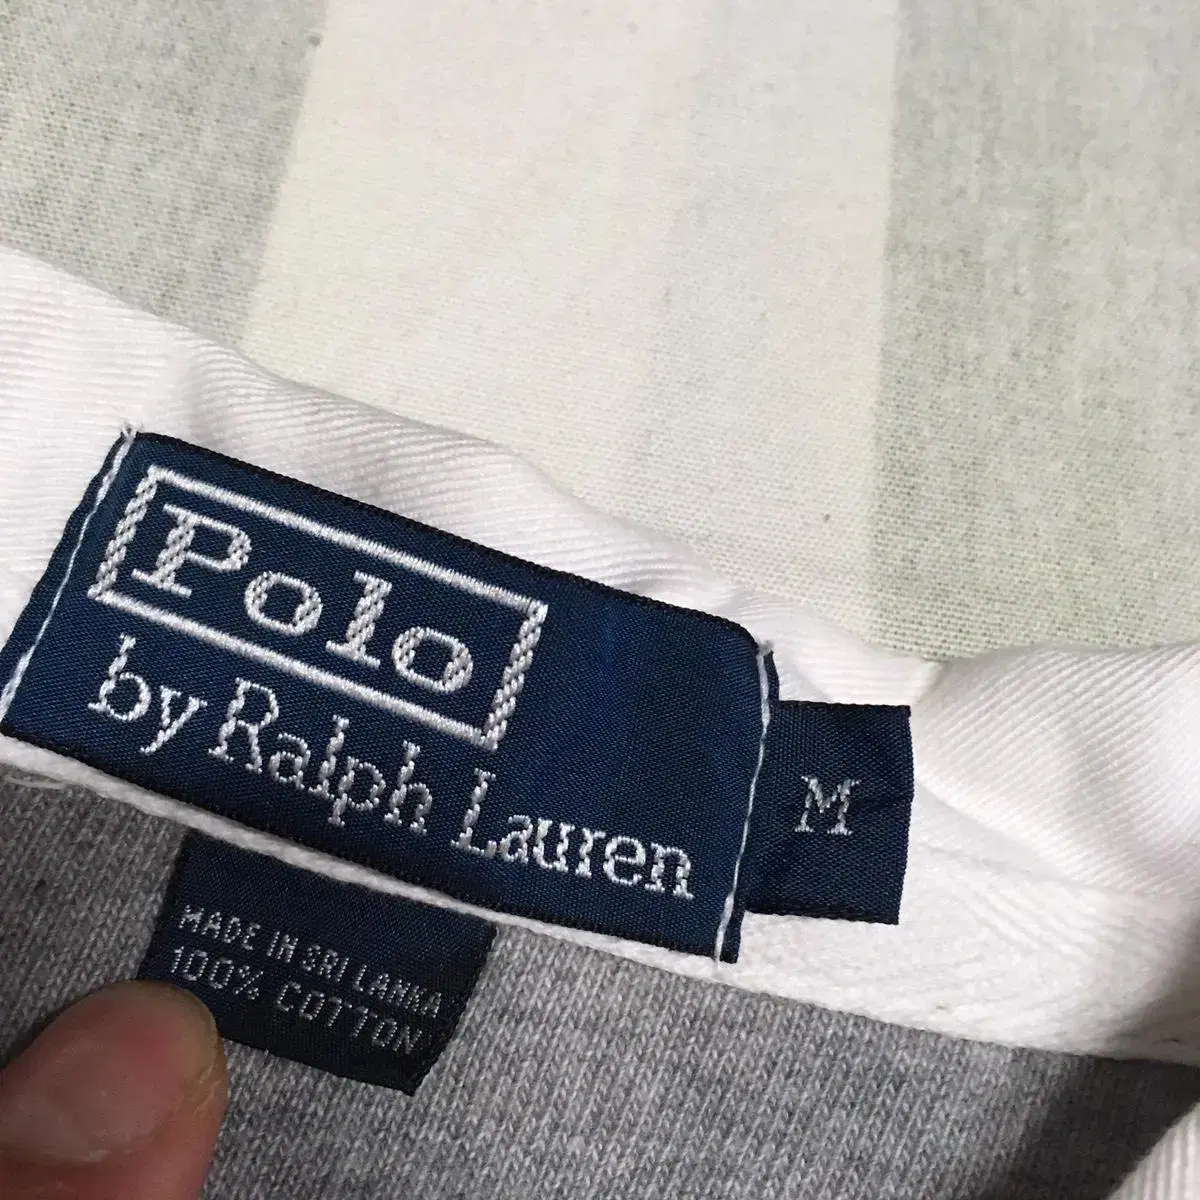 Polo
by Ralph Lauren
M
MADE IN SRI LANKA
100% COTTON